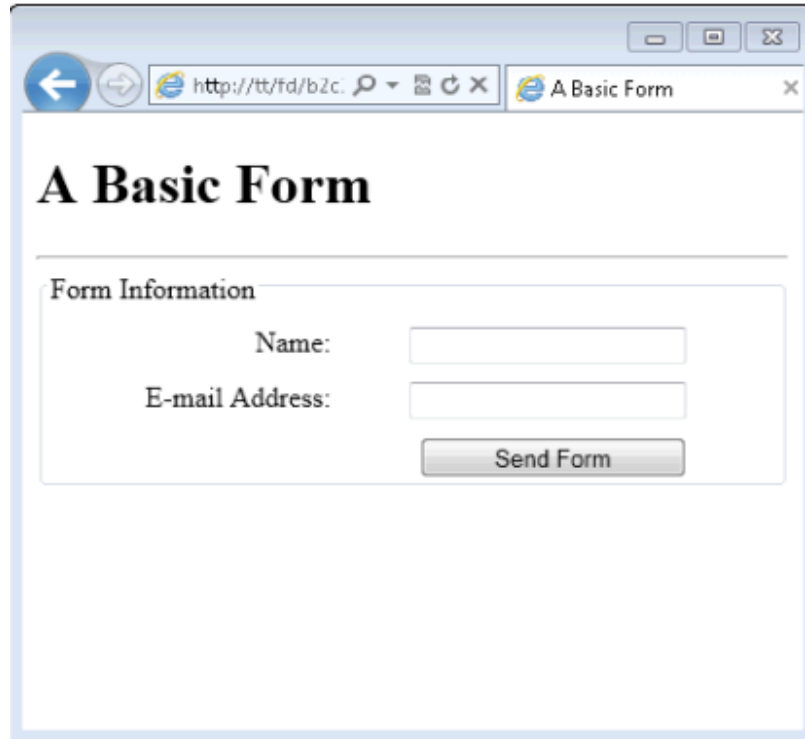 http://tt/fd/b2c. A Basic Form
A Basic Form
Form Information
Name:
E-mail Address:
Send Form